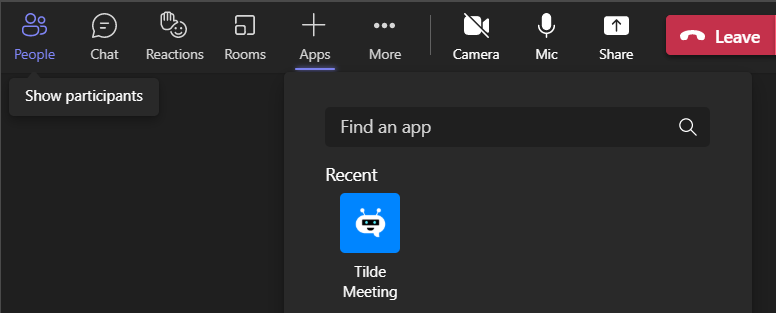 People
Chat
Reactions
Rooms
Apps
More
Camera
Mic
Share
Leave
Show participants
Find an app
Recent
Tilde
Meeting